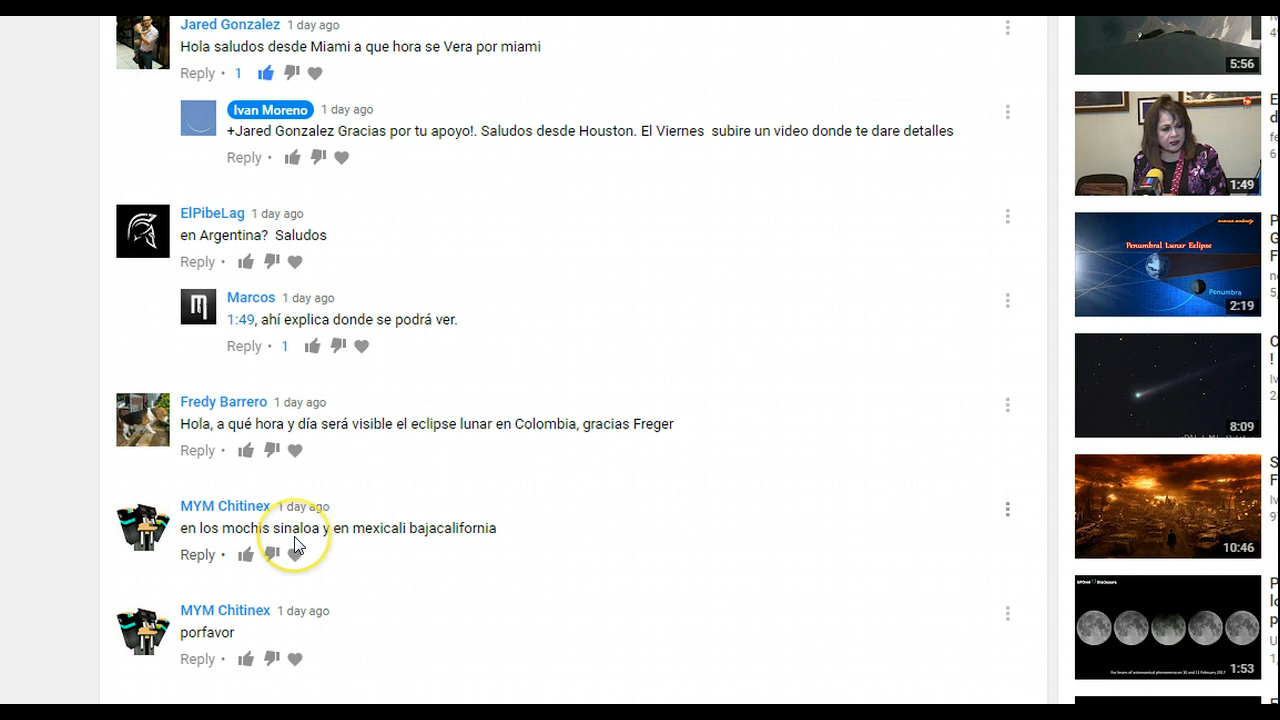 Jared Gonzalez 1 day ago
Hola saludos desde Miami a que hora se Vera por miami
Reply • 1
Ivan Moreno 1 day ago
+Jared Gonzalez Gracias por tu apoyo!. Saludos desde Houston. El Viernes subire un video donde te dare detalles
Reply •
ElPibeLag 1 day ago
en Argentina? Saludos
Reply •
Marcos 1 day ago
1:49, ahí explica donde se podrá ver.
Reply • 1
Fredy Barrero 1 day ago
Hola, a qué hora y día será visible el eclipse lunar en Colombia, gracias Freger
Reply •
MYM Chitinex 1 day ago
en los mochis sinaloa y en mexicali bajacalifornia
Reply •
MYM Chitinex 1 day ago
porfavor
Reply •
5:56
1:49
Penumbral Lunar Eclipse
Penumbra
2:19
8:09
10:46
1:53